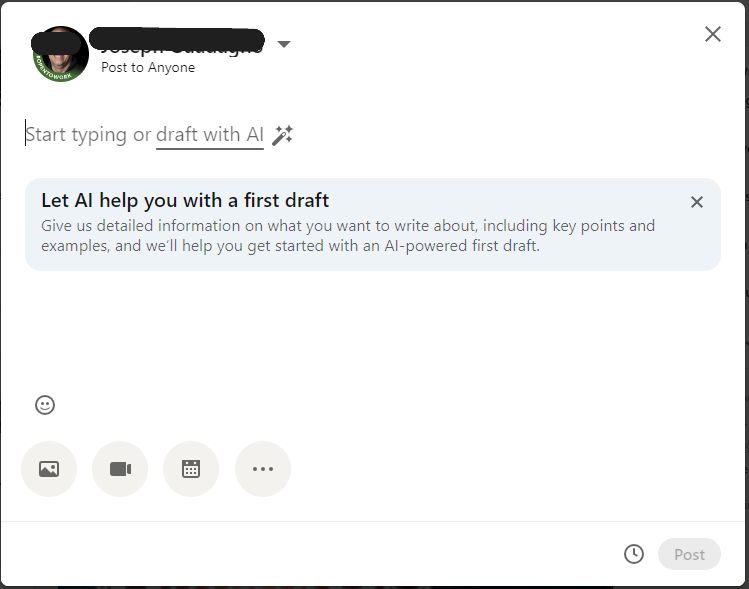 #OPENTOWORK
Post to Anyone
Start typing or draft with AI
Let AI help you with a first draft
Give us detailed information on what you want to write about, including key points and
examples, and we'll help you get started with an AI-powered first draft.
Post